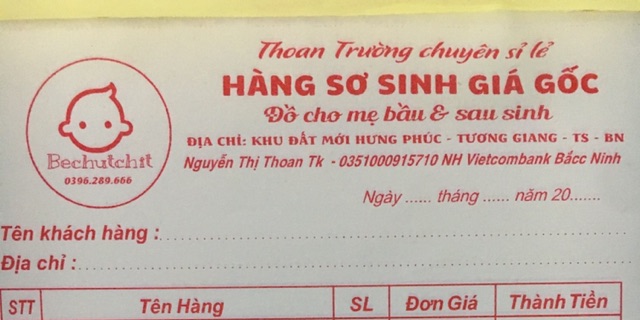 Thoan Trường chuyên sỉ lẻ
HÀNG SƠ SINH GIÁ GỐC
Đồ cho mẹ bầu & sau sinh
ĐỊA CHỈ: KHU ĐẤT MỚI HƯNG PHÚC - TƯƠNG GIANG - TS - BN
Nguyễn Thị Thoan Tk - 0351000915710 NH Vietcombank Bắcc Ninh
Bechutchit
0396.289.666
Ngày ...... tháng ...... năm 20.......
Tên khách hàng :
Địa chỉ :
STT Tên Hàng SL Đơn Giá Thành Tiền